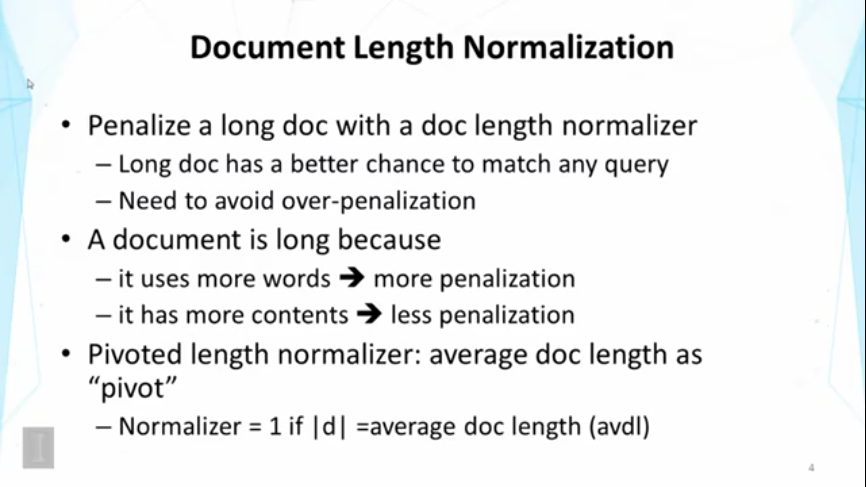 Document Length Normalization
• Penalize a long doc with a doc length normalizer
– Long doc has a better chance to match any query
– Need to avoid over-penalization
• A document is long because
– it uses more words ➔ more penalization
– it has more contents ➔ less penalization
• Pivoted length normalizer: average doc length as
“pivot”
– Normalizer = 1 if |d| =average doc length (avdl)
I
4